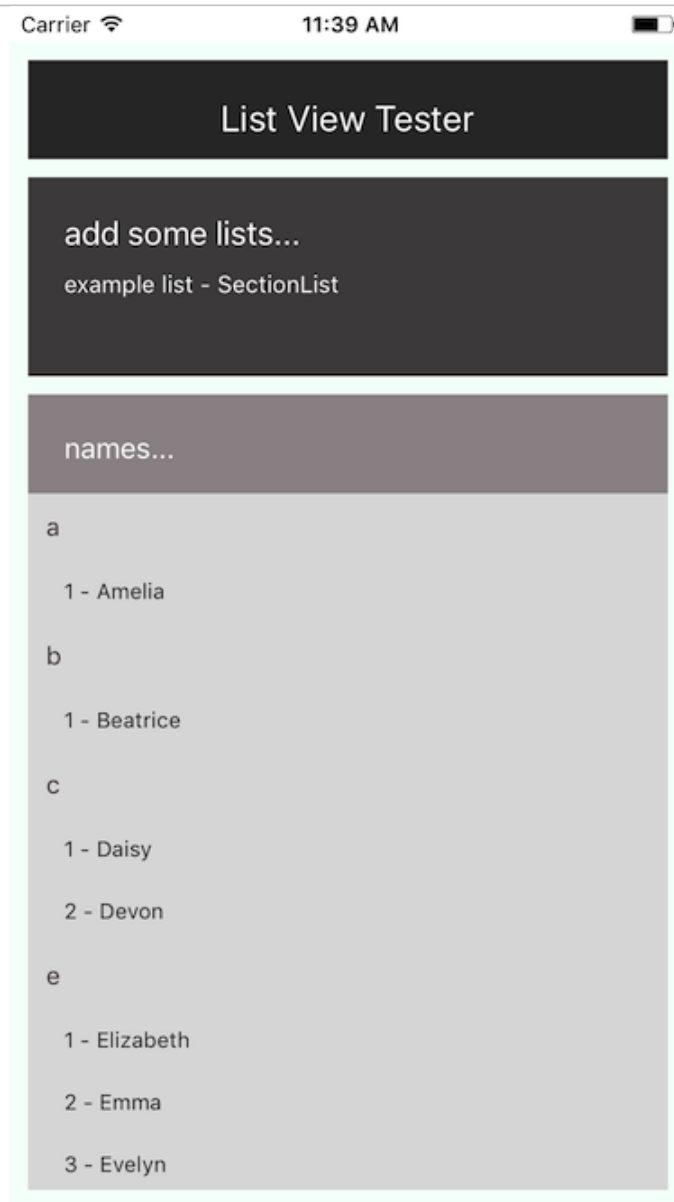 Carrier 11:39 AM
List View Tester
add some lists...
example list - SectionList
names...
a
1 - Amelia
b
1 - Beatrice
c
1 - Daisy
2 - Devon
e
1 - Elizabeth
2 - Emma
3 - Evelyn